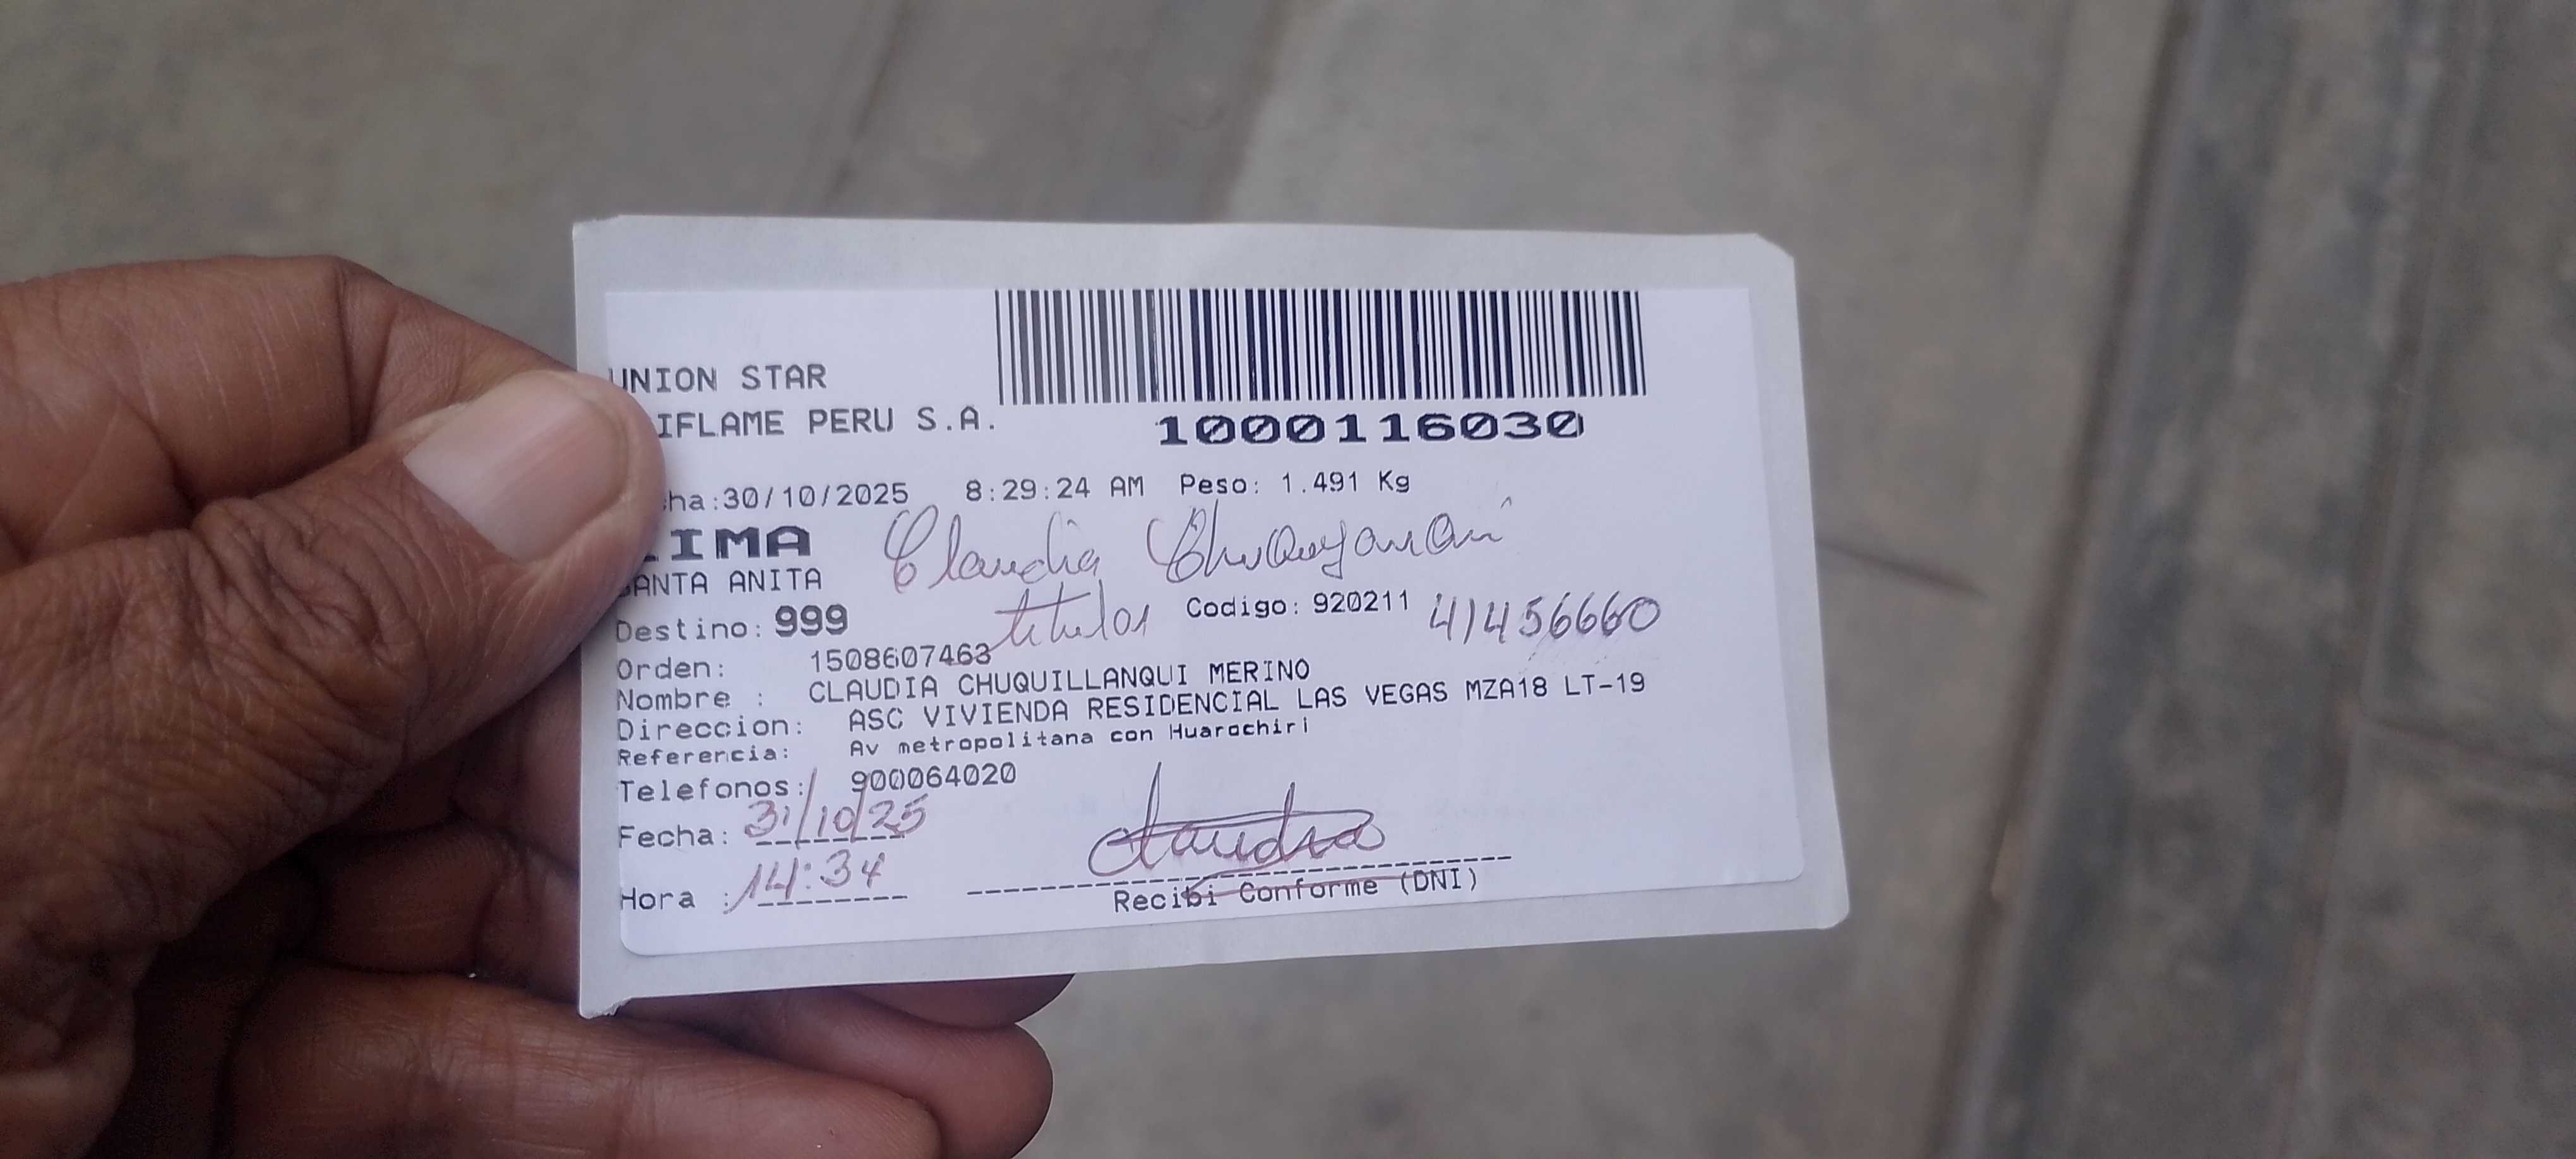 UNION STAR
IFLAME PERU S.A.
1000116030
ha:30/10/2025 8:29:24 AM Peso: 1.491 Kg
IMA
Claudia
ANTA ANITA
titular Codigo: 920211 41456660
Destino: 999
Orden: 1508607463
Nombre : CLAUDIA CHUQUILLANQUI MERINO
Direccion: ASC VIVIENDA RESIDENCIAL LAS VEGAS MZA18 LT-19
Referencia: Av metropolitana con Huarochiri
Telefonos: 900064020
Fecha: 31/10/25
Claudia
Hora : 14:34
Recibi Conforme (DNI)